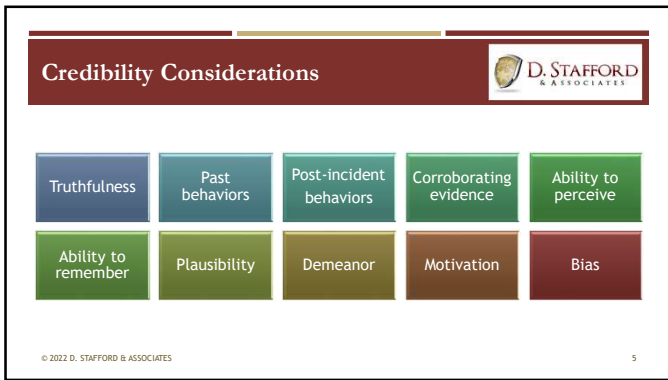 Credibility Considerations
D. STAFFORD
& ASSOCIATES
Truthfulness
Past
behaviors
Post-incident
behaviors
Corroborating
evidence
Ability to
perceive
Ability to
remember
Plausibility
Demeanor
Motivation
Bias
© 2022 D. STAFFORD & ASSOCIATES
5